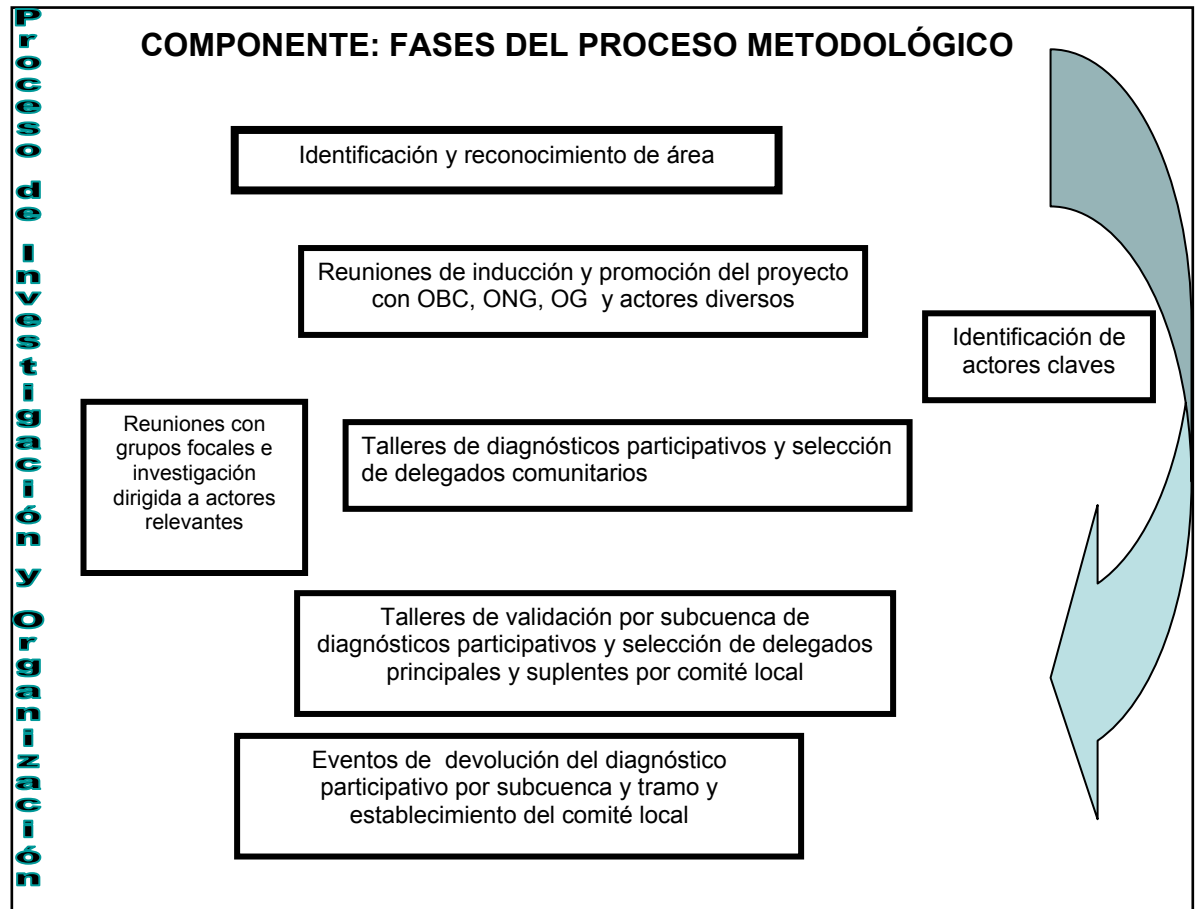 Proceso de Investigación y Organización
COMPONENTE: FASES DEL PROCESO METODOLÓGICO
Identificación y reconocimiento de área
Reuniones de inducción y promoción del proyecto
con OBC, ONG, OG y actores diversos
Identificación de
actores claves
Reuniones con
grupos focales e
investigación
dirigida a actores
relevantes
Talleres de diagnósticos participativos y selección
de delegados comunitarios
Talleres de validación por subcuenca de
diagnósticos participativos y selección de delegados
principales y suplentes por comité local
Eventos de devolución del diagnóstico
participativo por subcuenca y tramo y
establecimiento del comité local